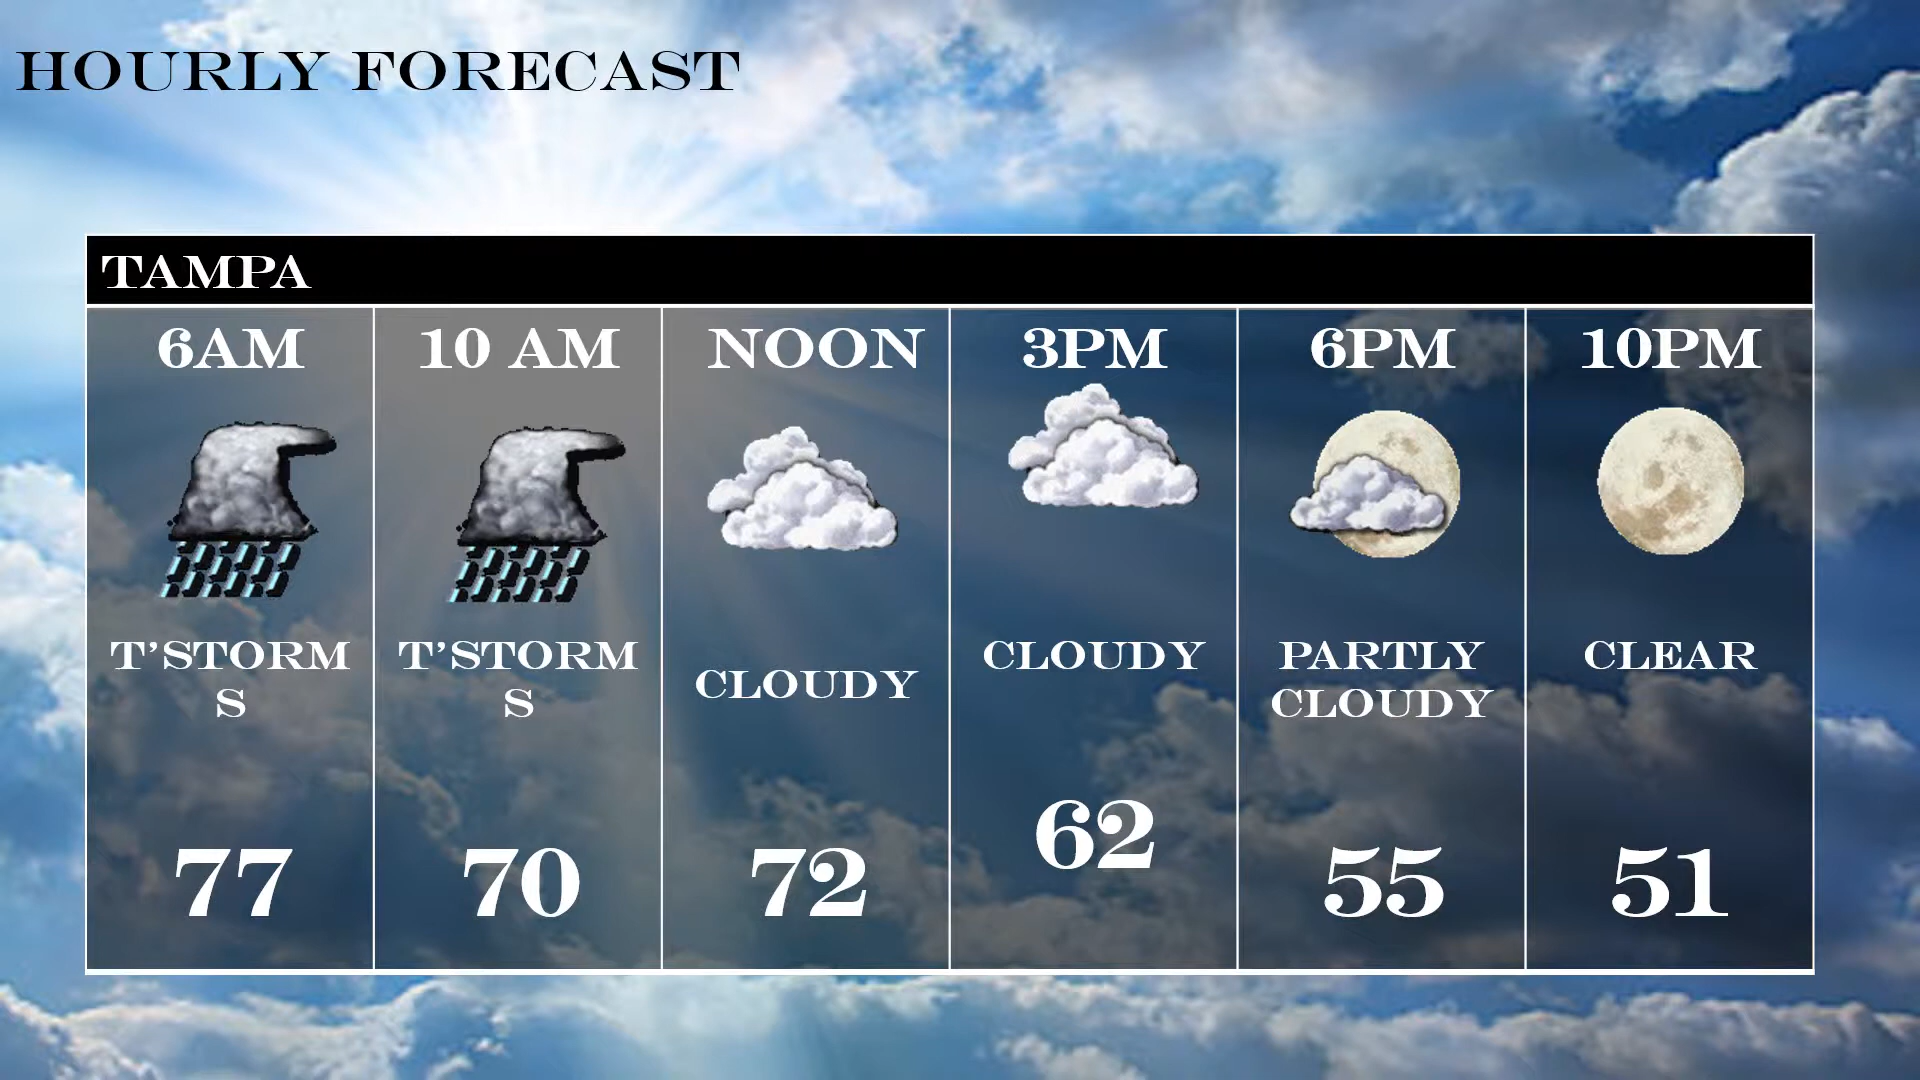 HOURLY FORECAST
TAMPA
6AM
T'STORM
S
77
10 AM
T'STORM
S
70
NOON
CLOUDY
72
3PM
CLOUDY
62
6PM
PARTLY
CLOUDY
55
10PM
CLEAR
51